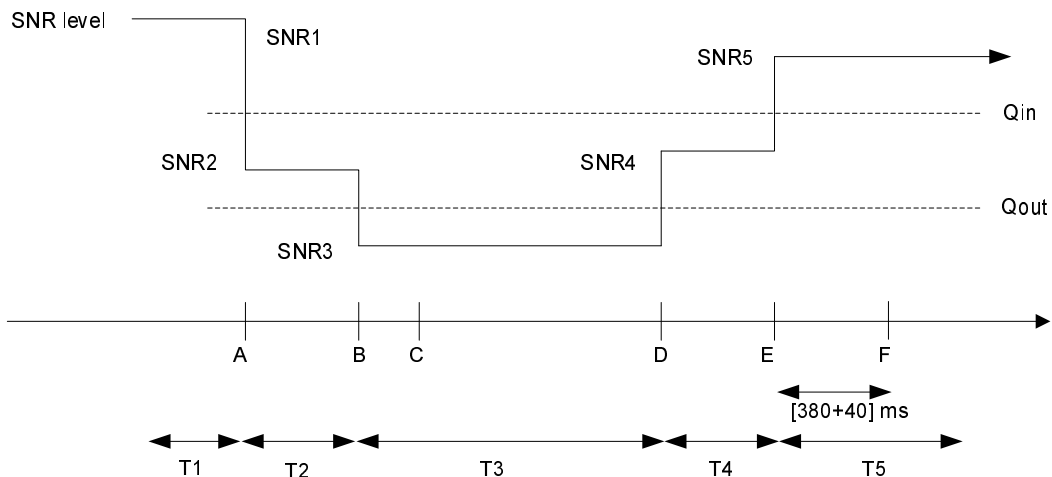 SNR level
SNR1
SNR5
Qin
SNR2
SNR4
Qout
SNR3
A
B
C
D
E
F
[380+40] ms
T1
T2
T3
T4
T5